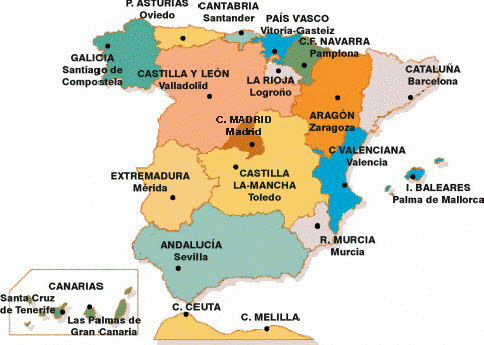 P. ASTURIAS
Oviedo
CANTABRIA
Santander
PAÍS VASCO
Vitoria-Gasteiz
C.F. NAVARRA
Pamplona
GALICIA
Santiago de
Compostela
CASTILLA Y LEÓN
Valladolid
LA RIOJA
Logroño
CATALUÑA
Barcelona
ARAGÓN
Zaragoza
C. MADRID
Madrid
C VALENCIANA
Valencia
EXTREMADURA
Mérida
CASTILLA
LA-MANCHA
Toledo
I. BALEARES
Palma de Mallorca
R. MURCIA
Murcia
ANDALUCÍA
Sevilla
CANARIAS
Santa Cruz
de Tenerife
Las Palmas de
Gran Canaria
C. CEUTA
C. MELILLA